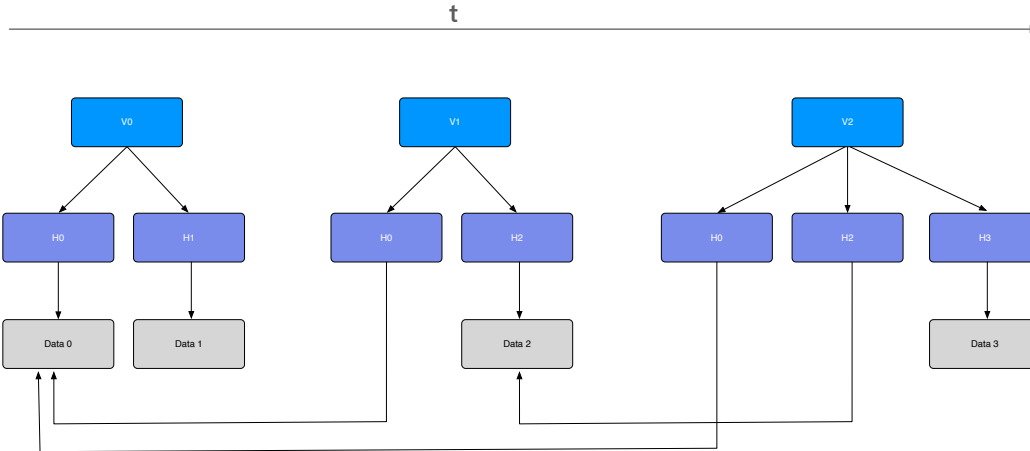 t
V0
V1
V2
H0
H1
H0
H2
H0
H2
H3
Data 0
Data 1
Data 2
Data 3